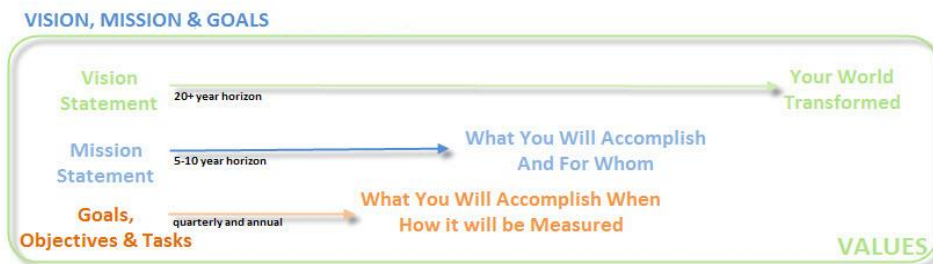 VISION, MISSION & GOALS
Vision
Statement
20+ year horizon
Your World
Transformed
Mission
Statement
5-10 year horizon
What You Will Accomplish
And For Whom
Goals,
Objectives & Tasks
quarterly and annual
What You Will Accomplish When
How it will be Measured
VALUES